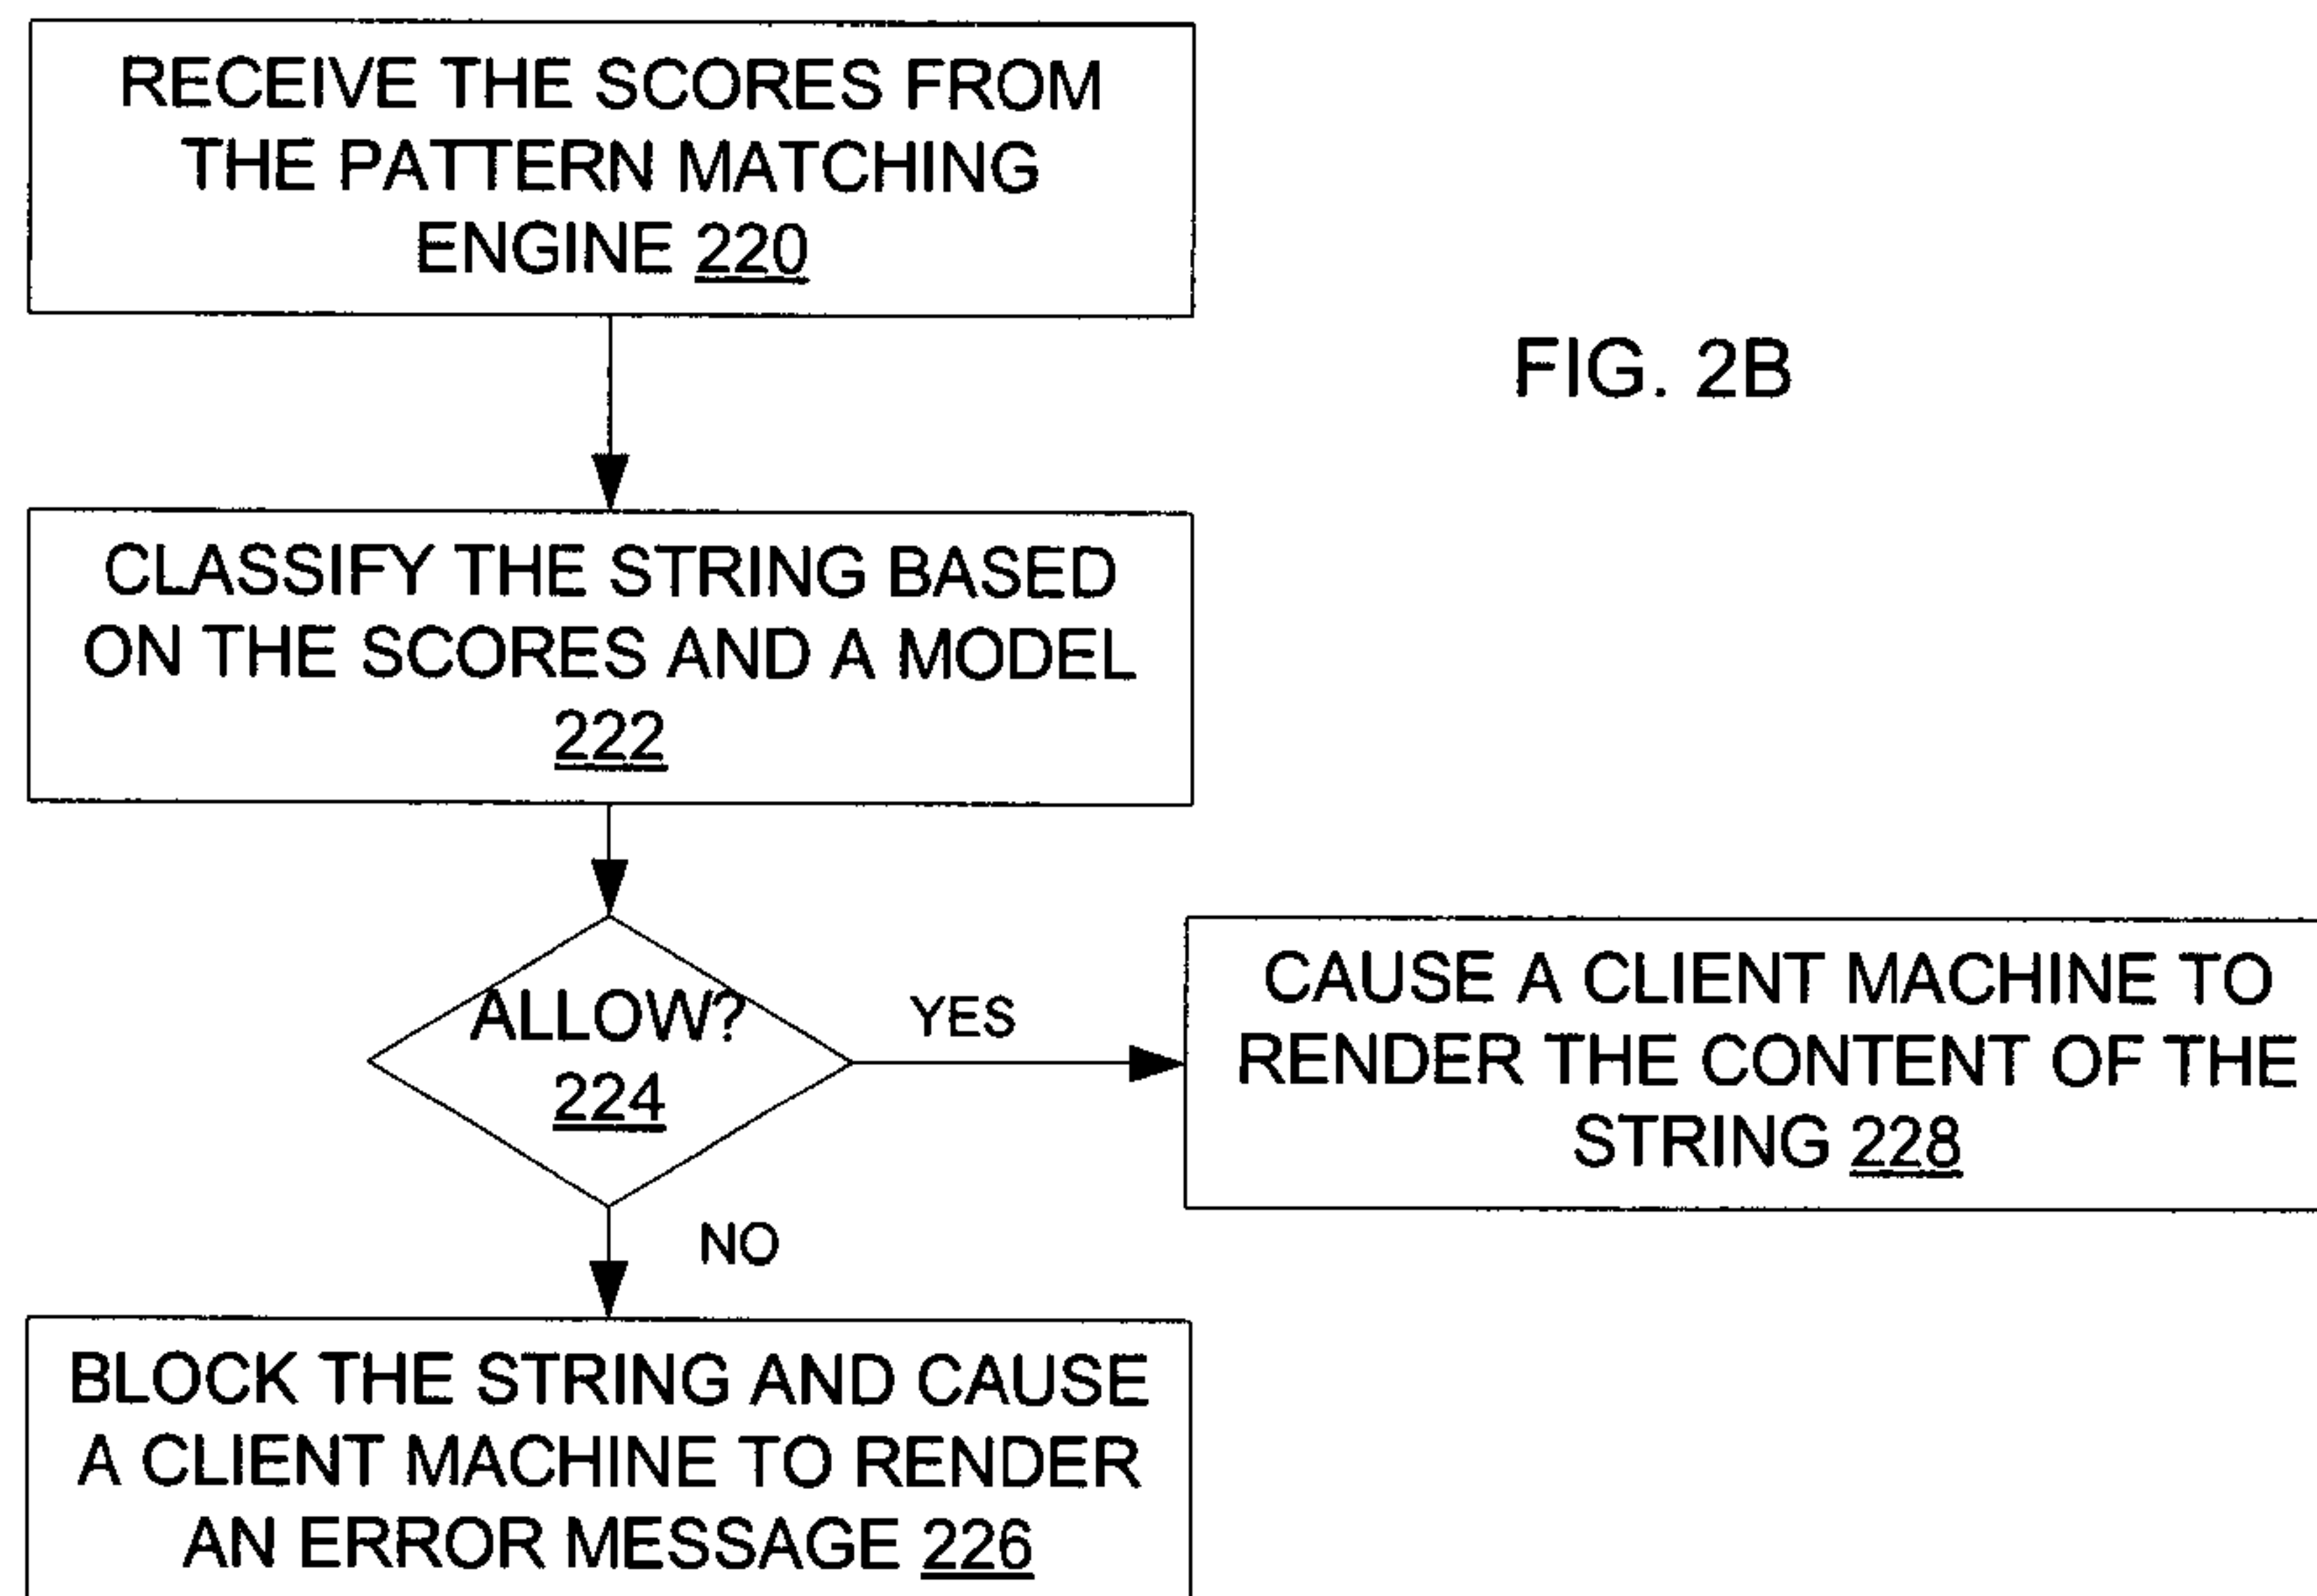 RECEIVE THE SCORES FROM
THE PATTERN MATCHING
ENGINE 220
FIG. 2B
CLASSIFY THE STRING BASED
ON THE SCORES AND A MODEL
222
ALLOW?
224
YES
CAUSE A CLIENT MACHINE TO
RENDER THE CONTENT OF THE
STRING 228
NO
BLOCK THE STRING AND CAUSE
A CLIENT MACHINE TO RENDER
AN ERROR MESSAGE 226